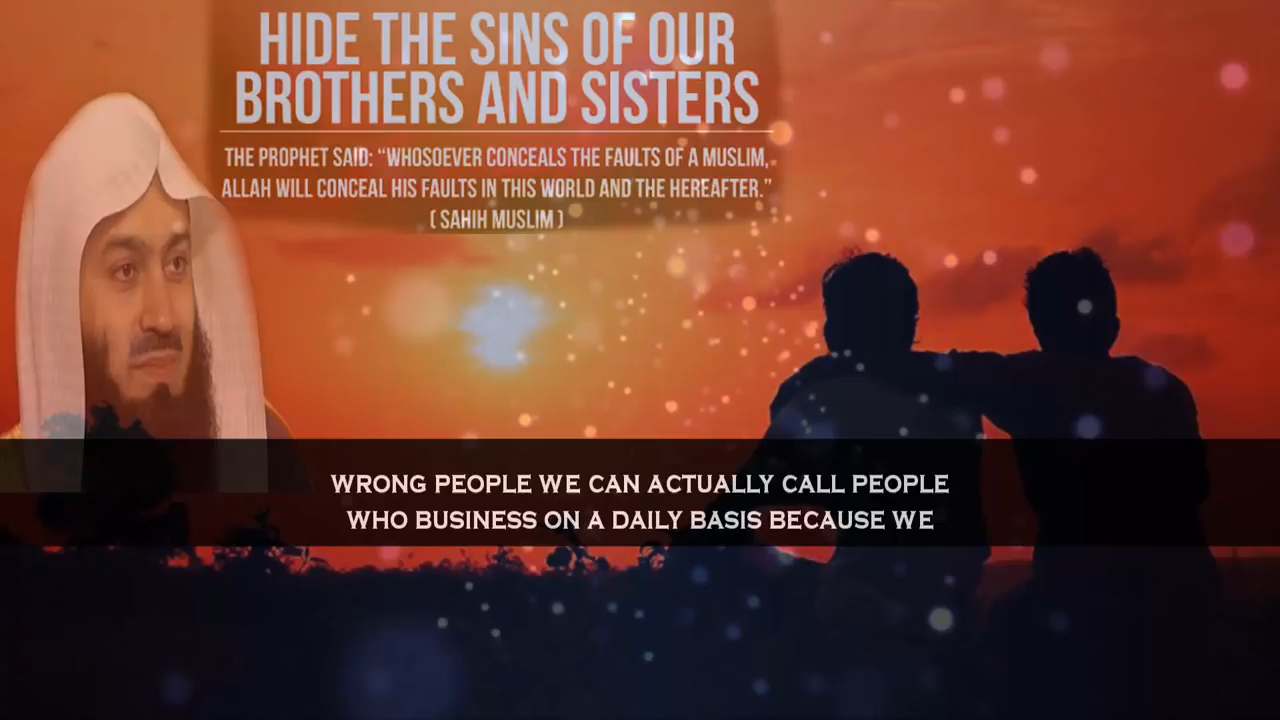 HIDE THE SINS OF OUR
BROTHERS AND SISTERS
THE PROPHET SAID: "WHOSOEVER CONCEALS THE FAULTS OF A MUSLIM,
ALLAH WILL CONCEAL HIS FAULTS IN THIS WORLD AND THE HEREAFTER."
( SAHIH MUSLIM )
WRONG PEOPLE WE CAN ACTUALLY CALL PEOPLE
WHO BUSINESS ON A DAILY BASIS BECAUSE WE